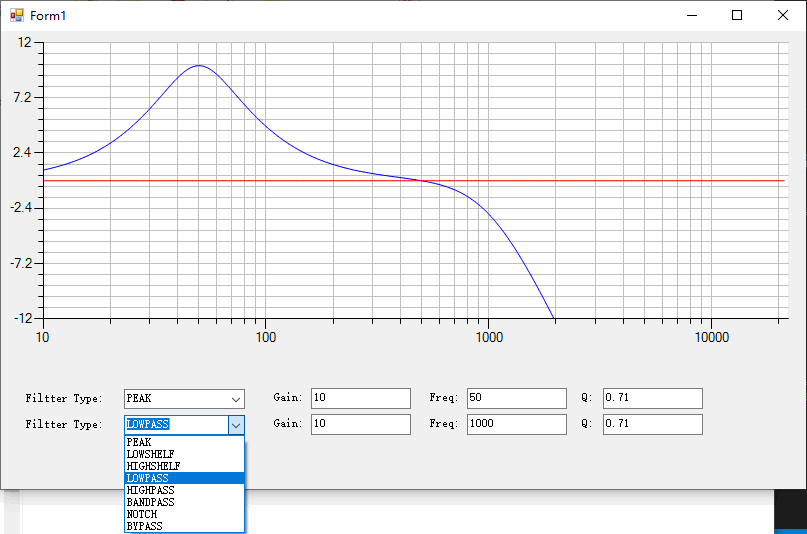 Form1
12
7.2
2.4
-2.4
-7.2
-12
10 100 1000 10000
Filtter Type: PEAK Gain: 10 Freq: 50 Q: 0.71
Filtter Type: LOWPASS Gain: 10 Freq: 1000 Q: 0.71
PEAK
LOWSHELF
HIGHSHELF
LOWPASS
HIGHPASS
BANDPASS
NOTCH
BYPASS